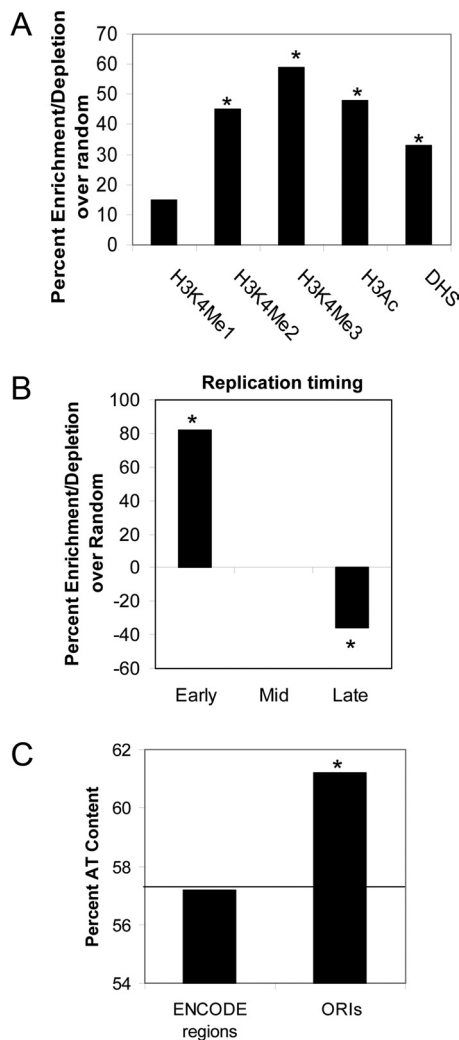 A
Percent Enrichment/Depletion
over random
70
60
50
40
30
20
10
0
*
*
*
*
H3K4Me1
H3K4Me2
H3K4Me3
H3Ac
DHS
B
Replication timing
Percent Enrichment/Depletion
over Random
100
80
60
40
20
0
-20
-40
-60
*
*
Early Mid Late
C
Percent AT Content
62
60
58
56
54
*
ENCODE
regions
ORIs